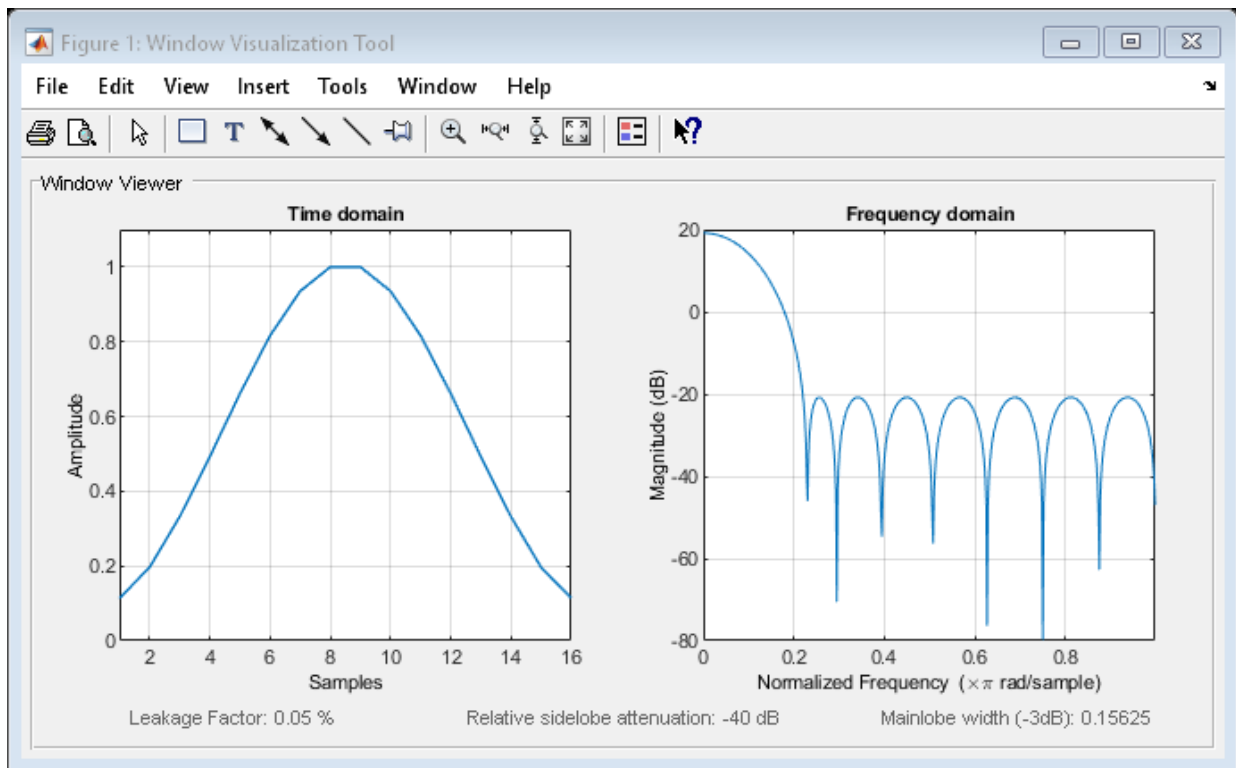 Figure 1: Window Visualization Tool
File Edit View Insert Tools Window Help
T
?
Window Viewer
Time domain
1
0.8
0.6
0.4
0.2
0
Amplitude
2 4 6 8 10 12 14 16
Samples
Frequency domain
20
0
-20
-40
-60
-80
Magnitude (dB)
0 0.2 0.4 0.6 0.8
Normalized Frequency (×π rad/sample)
Leakage Factor: 0.05 %
Relative sidelobe attenuation: -40 dB
Mainlobe width (-3dB): 0.15625